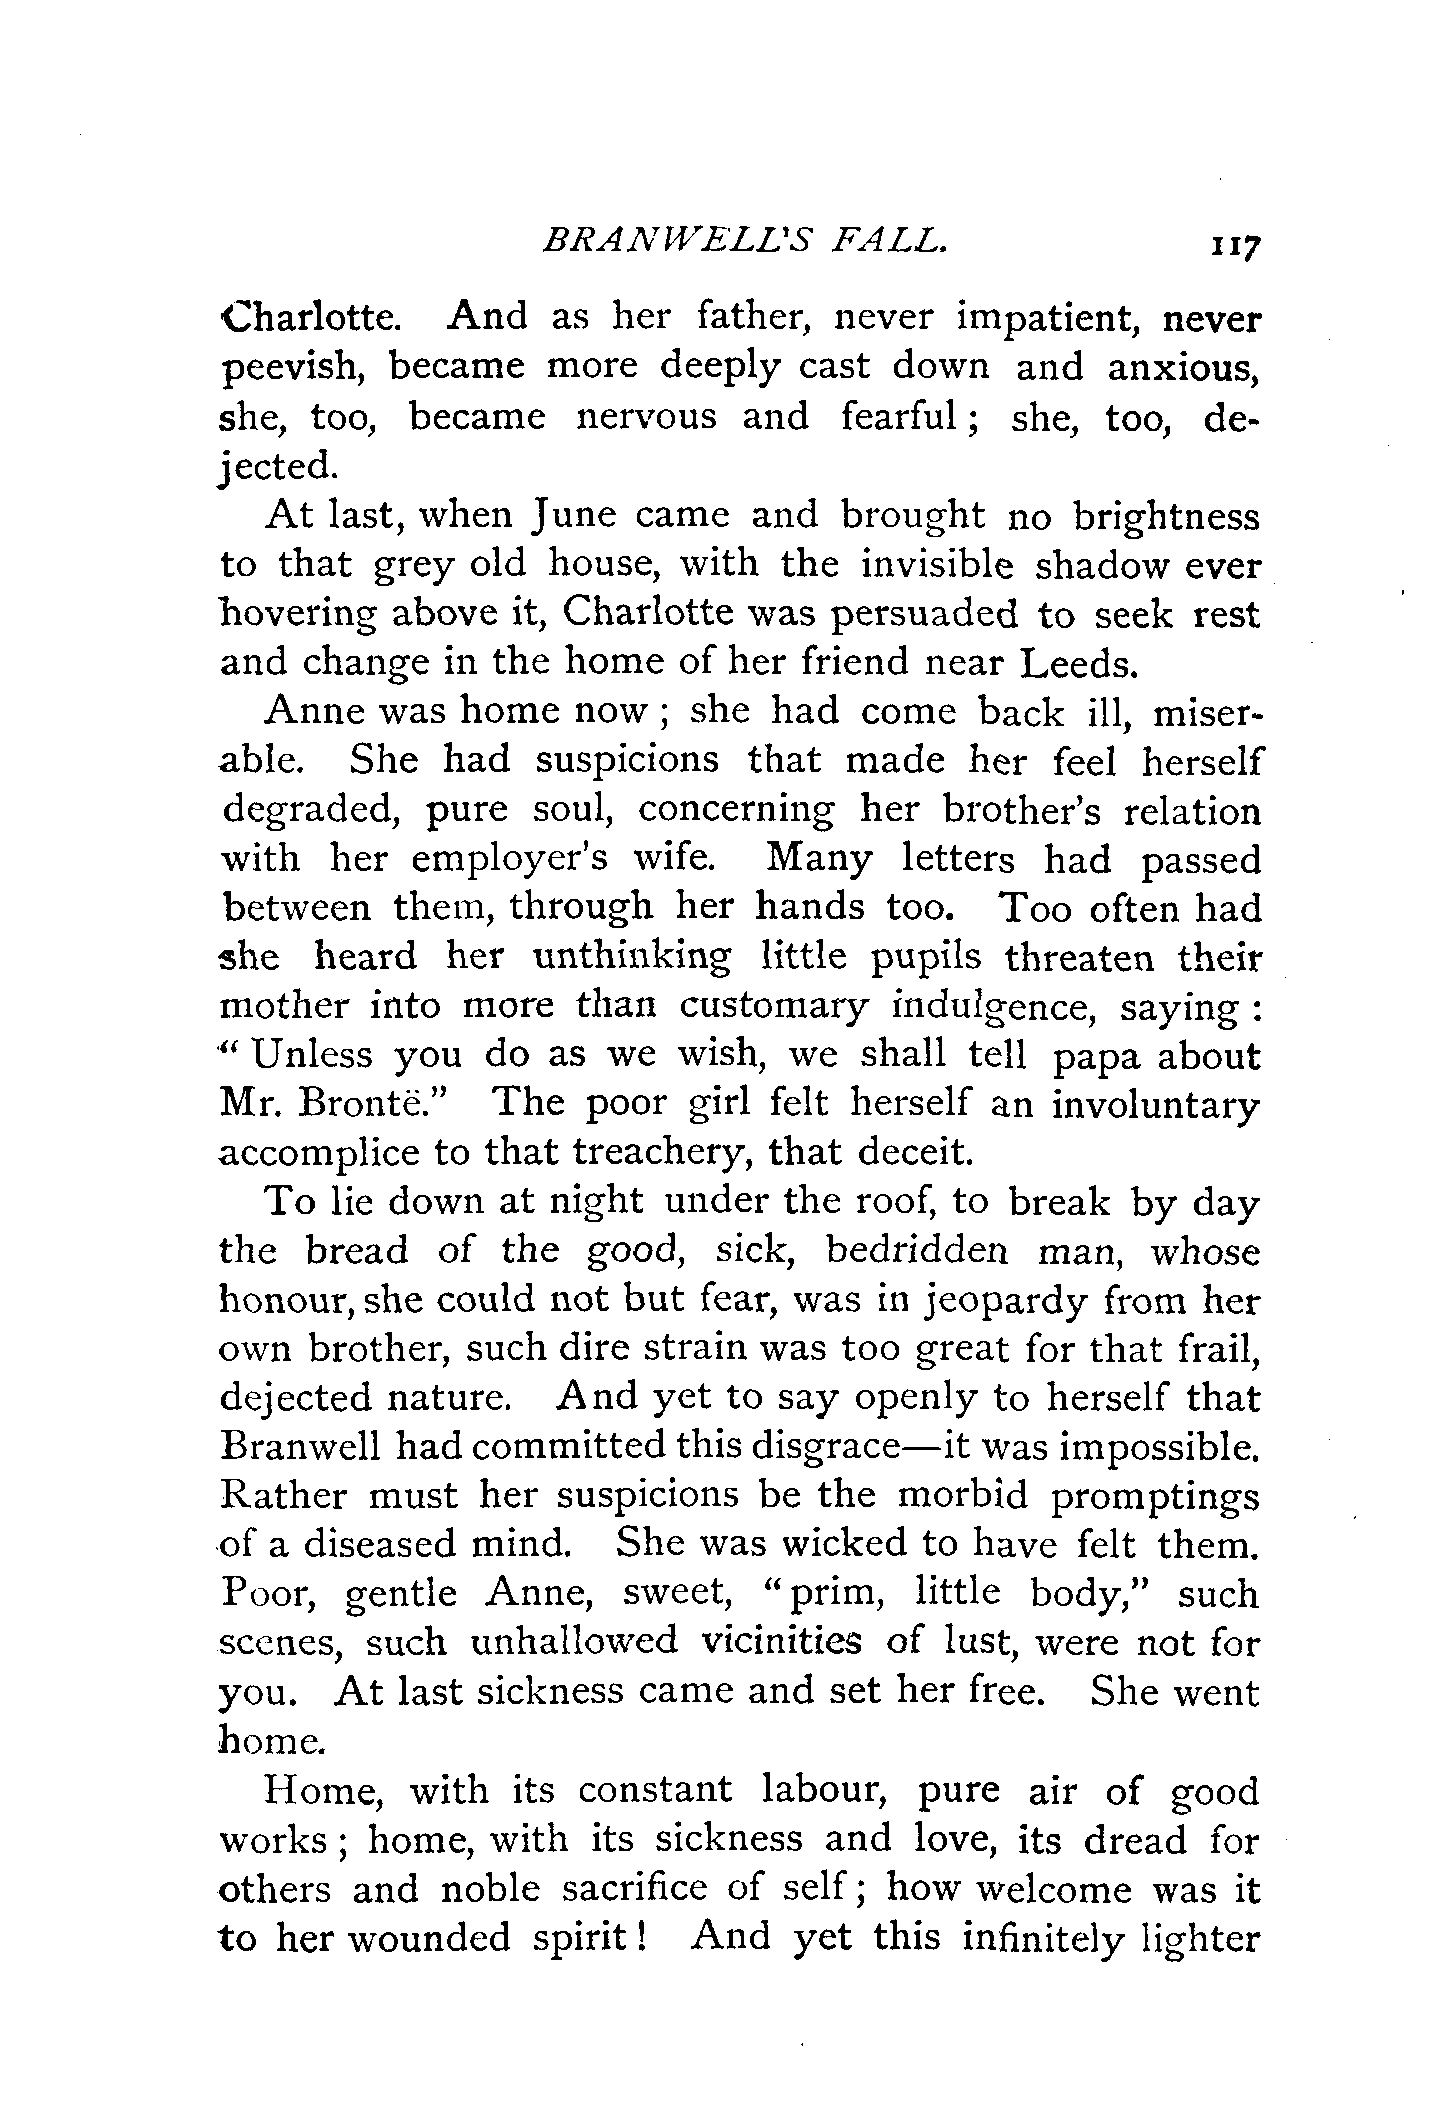 BRANWELL'S FALL. 117
Charlotte. And as her father, never impatient, never
peevish, became more deeply cast down and anxious,
she, too, became nervous and fearful ; she, too, de-
jected.
At last, when June came and brought no brightness
to that grey old house, with the invisible shadow ever
hovering above it, Charlotte was persuaded to seek rest
and change in the home of her friend near Leeds.
Anne was home now ; she had come back ill, miser-
able. She had suspicions that made her feel herself
degraded, pure soul, concerning her brother's relation
with her employer's wife. Many letters had passed
between them, through her hands too. Too often had
she heard her unthinking little pupils threaten their
mother into more than customary indulgence, saying :
“ Unless you do as we wish, we shall tell papa about
Mr. Brontë.” The poor girl felt herself an involuntary
accomplice to that treachery, that deceit.
To lie down at night under the roof, to break by day
the bread of the good, sick, bedridden man, whose
honour, she could not but fear, was in jeopardy from her
own brother, such dire strain was too great for that frail,
dejected nature. And yet to say openly to herself that
Branwell had committed this disgrace—it was impossible.
Rather must her suspicions be the morbid promptings
of a diseased mind. She was wicked to have felt them.
Poor, gentle Anne, sweet, “ prim, little body,” such
scenes, such unhallowed vicinities of lust, were not for
you. At last sickness came and set her free. She went
home.
Home, with its constant labour, pure air of good
works ; home, with its sickness and love, its dread for
others and noble sacrifice of self ; how welcome was it
to her wounded spirit ! And yet this infinitely lighter